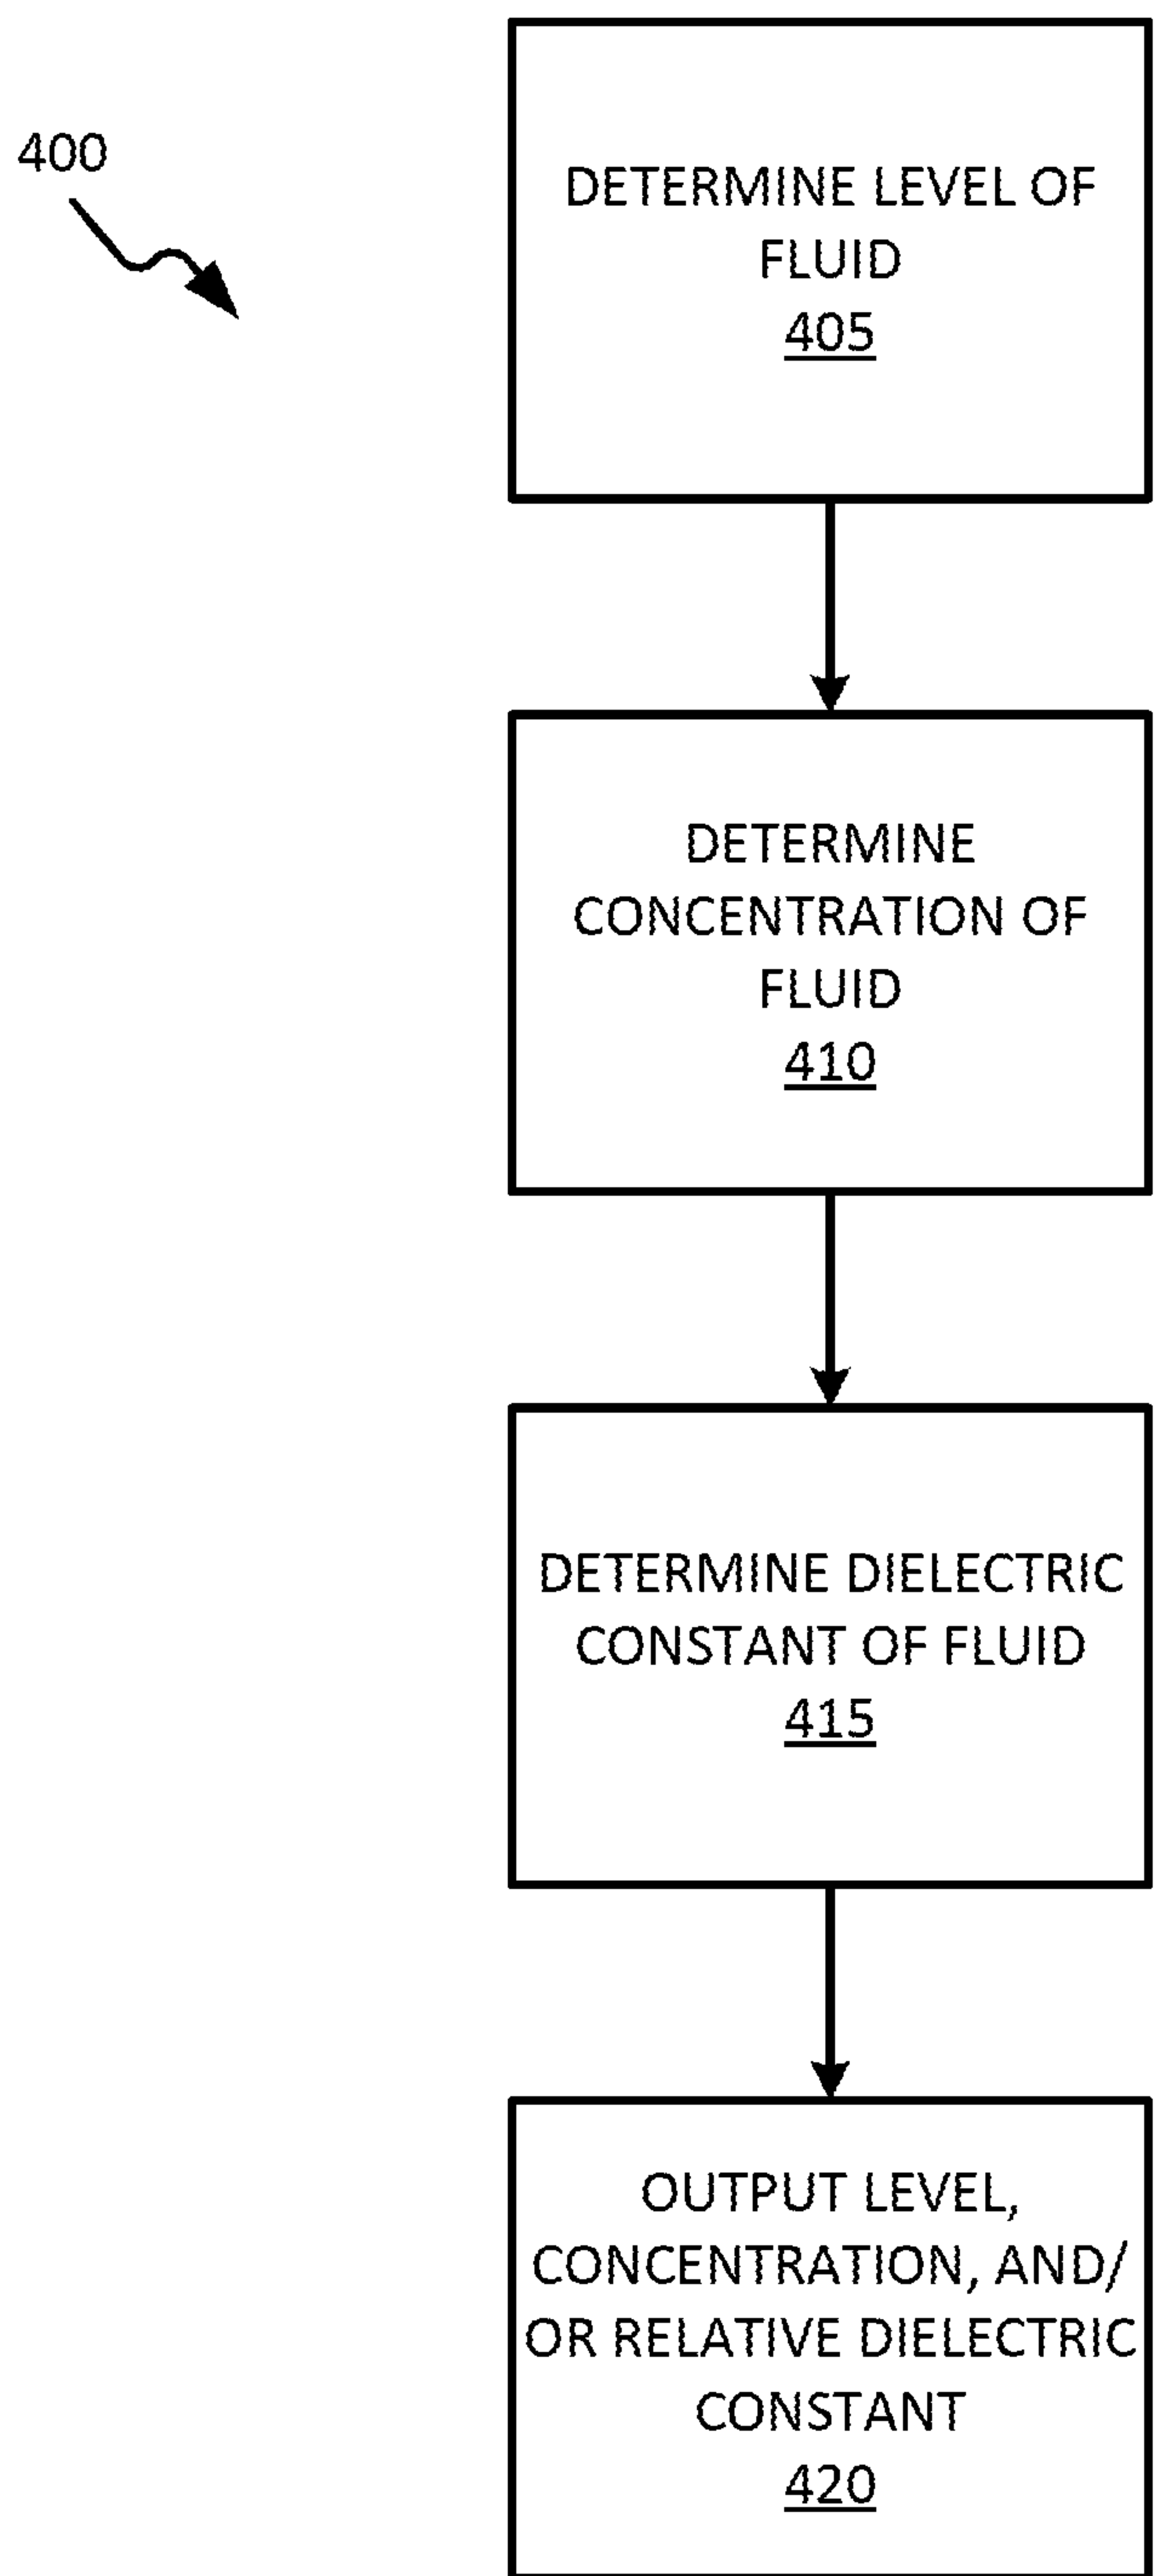 400
DETERMINE LEVEL OF
FLUID
405
DETERMINE
CONCENTRATION OF
FLUID
410
DETERMINE DIELECTRIC
CONSTANT OF FLUID
415
OUTPUT LEVEL,
CONCENTRATION, AND/
OR RELATIVE DIELECTRIC
CONSTANT
420